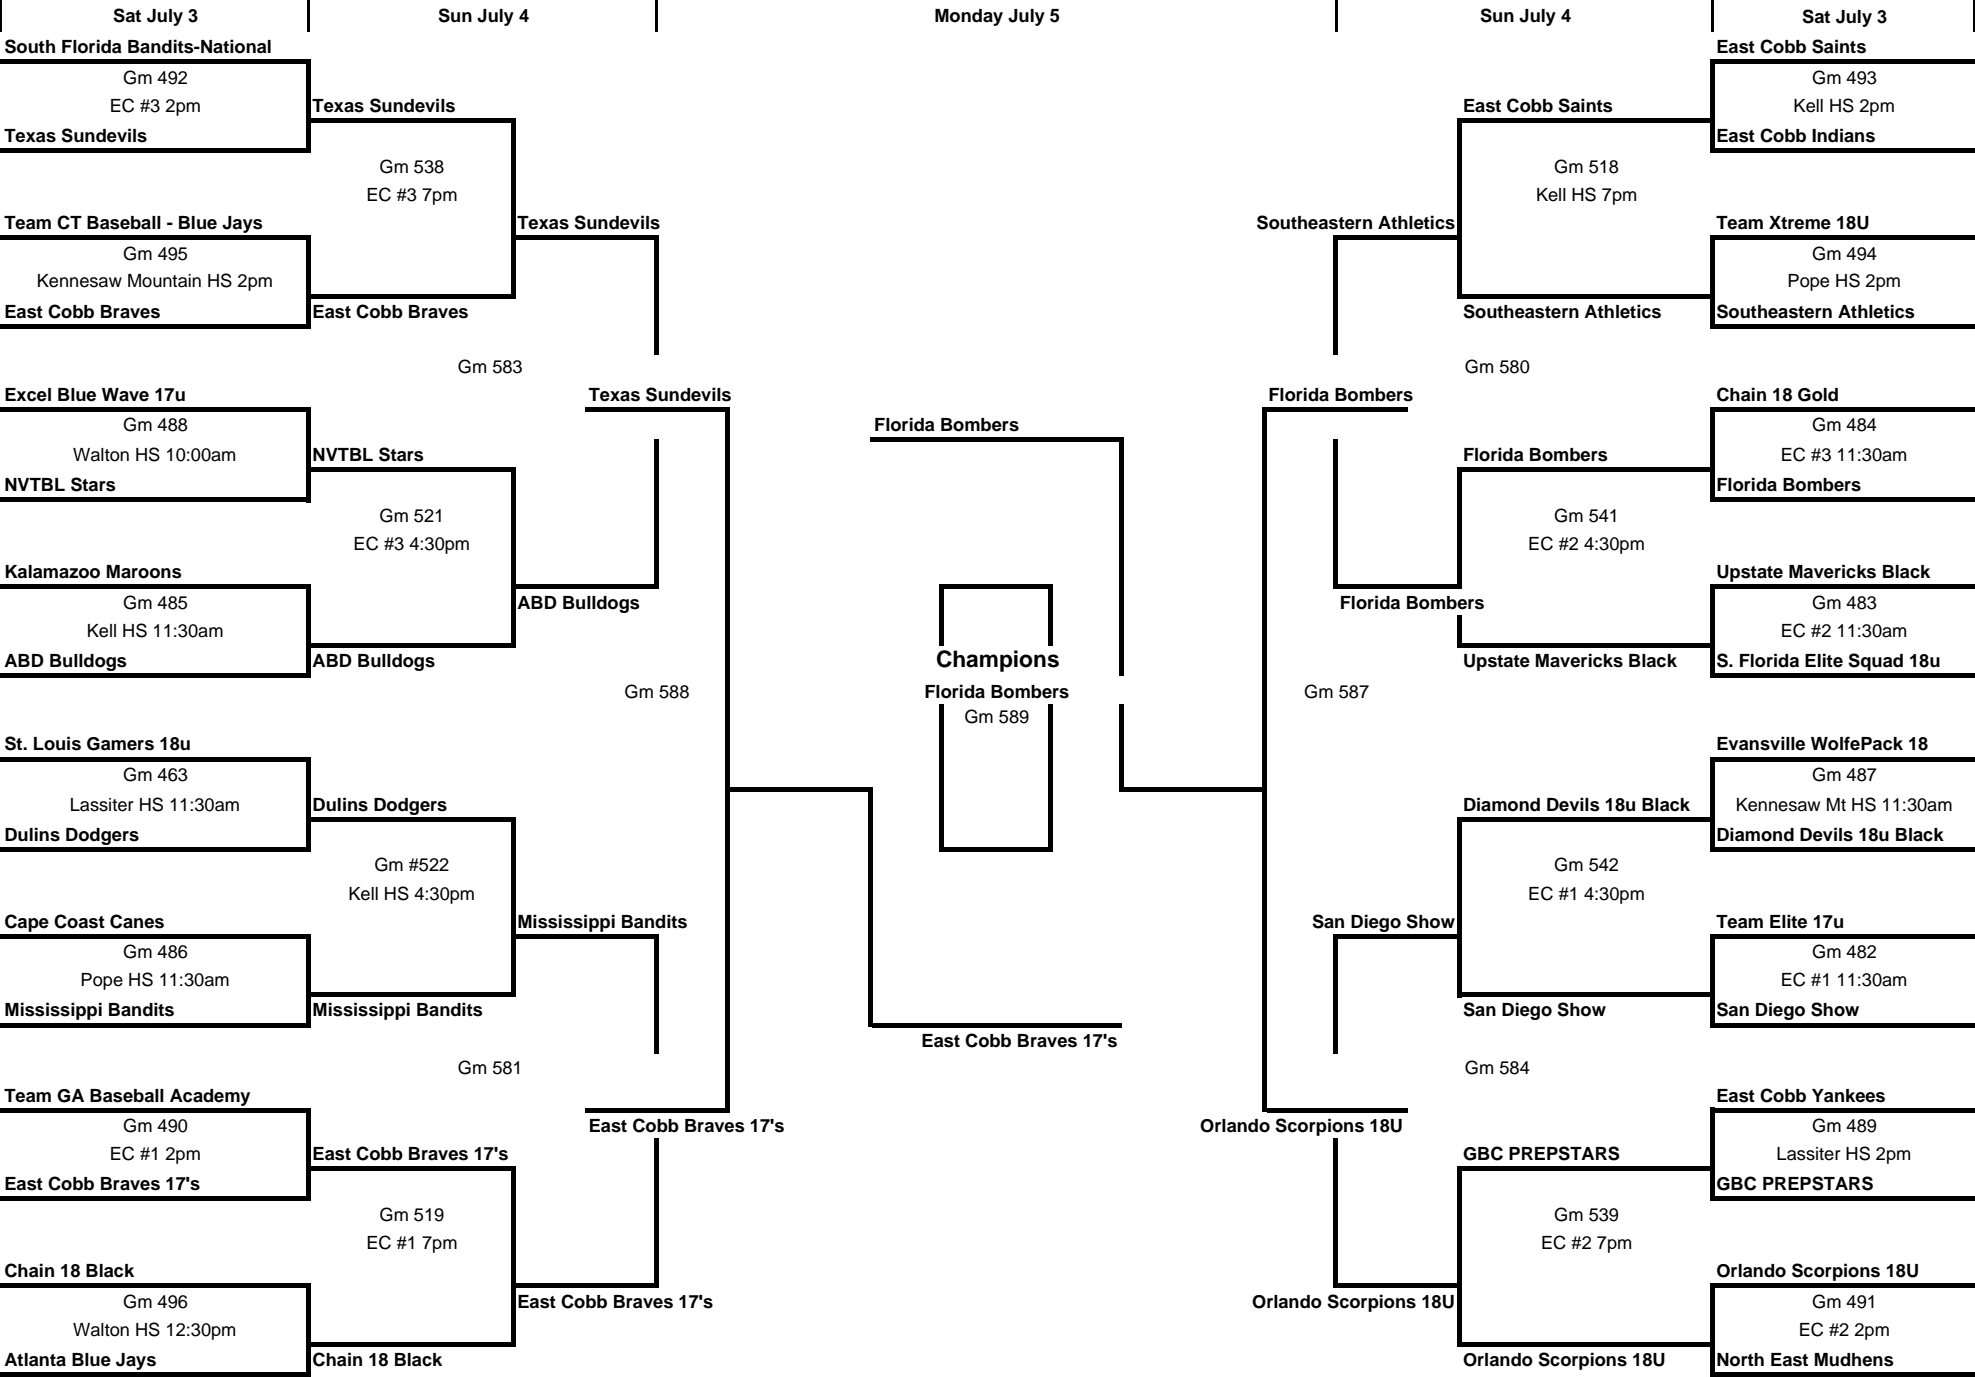 Sat July 3
Sun July 4
Monday July 5
Sun July 4
Sat July 3
South Florida Bandits-National
Gm 492
EC #3 2pm
Texas Sundevils
Team CT Baseball - Blue Jays
Gm 495
Kennesaw Mountain HS 2pm
East Cobb Braves
Excel Blue Wave 17u
Gm 488
Walton HS 10:00am
NVTBL Stars
Kalamazoo Maroons
Gm 485
Kell HS 11:30am
ABD Bulldogs
St. Louis Gamers 18u
Gm 463
Lassiter HS 11:30am
Dulins Dodgers
Cape Coast Canes
Gm 486
Pope HS 11:30am
Mississippi Bandits
Team GA Baseball Academy
Gm 490
EC #1 2pm
East Cobb Braves 17's
Chain 18 Black
Gm 496
Walton HS 12:30pm
Atlanta Blue Jays
Texas Sundevils
Gm 538
EC #3 7pm
East Cobb Braves
Gm 583
NVTBL Stars
Gm 521
EC #3 4:30pm
ABD Bulldogs
Dulins Dodgers
Gm #522
Kell HS 4:30pm
Mississippi Bandits
Gm 581
East Cobb Braves 17's
Gm 519
EC #1 7pm
Chain 18 Black
Texas Sundevils
Texas Sundevils
ABD Bulldogs
Gm 588
Mississippi Bandits
East Cobb Braves 17's
East Cobb Braves 17's
Florida Bombers
Champions
Florida Bombers
Gm 589
East Cobb Braves 17's
Southeastern Athletics
Florida Bombers
Florida Bombers
Gm 587
San Diego Show
Orlando Scorpions 18U
Orlando Scorpions 18U
East Cobb Saints
Gm 518
Kell HS 7pm
Southeastern Athletics
Gm 580
Florida Bombers
Gm 541
EC #2 4:30pm
Upstate Mavericks Black
Diamond Devils 18u Black
Gm 542
EC #1 4:30pm
San Diego Show
Gm 584
GBC PREPSTARS
Gm 539
EC #2 7pm
Orlando Scorpions 18U
East Cobb Saints
Gm 493
Kell HS 2pm
East Cobb Indians
Team Xtreme 18U
Gm 494
Pope HS 2pm
Southeastern Athletics
Chain 18 Gold
Gm 484
EC #3 11:30am
Florida Bombers
Upstate Mavericks Black
Gm 483
EC #2 11:30am
S. Florida Elite Squad 18u
Evansville WolfePack 18
Gm 487
Kennesaw Mt HS 11:30am
Diamond Devils 18u Black
Team Elite 17u
Gm 482
EC #1 11:30am
San Diego Show
East Cobb Yankees
Gm 489
Lassiter HS 2pm
GBC PREPSTARS
Orlando Scorpions 18U
Gm 491
EC #2 2pm
North East Mudhens